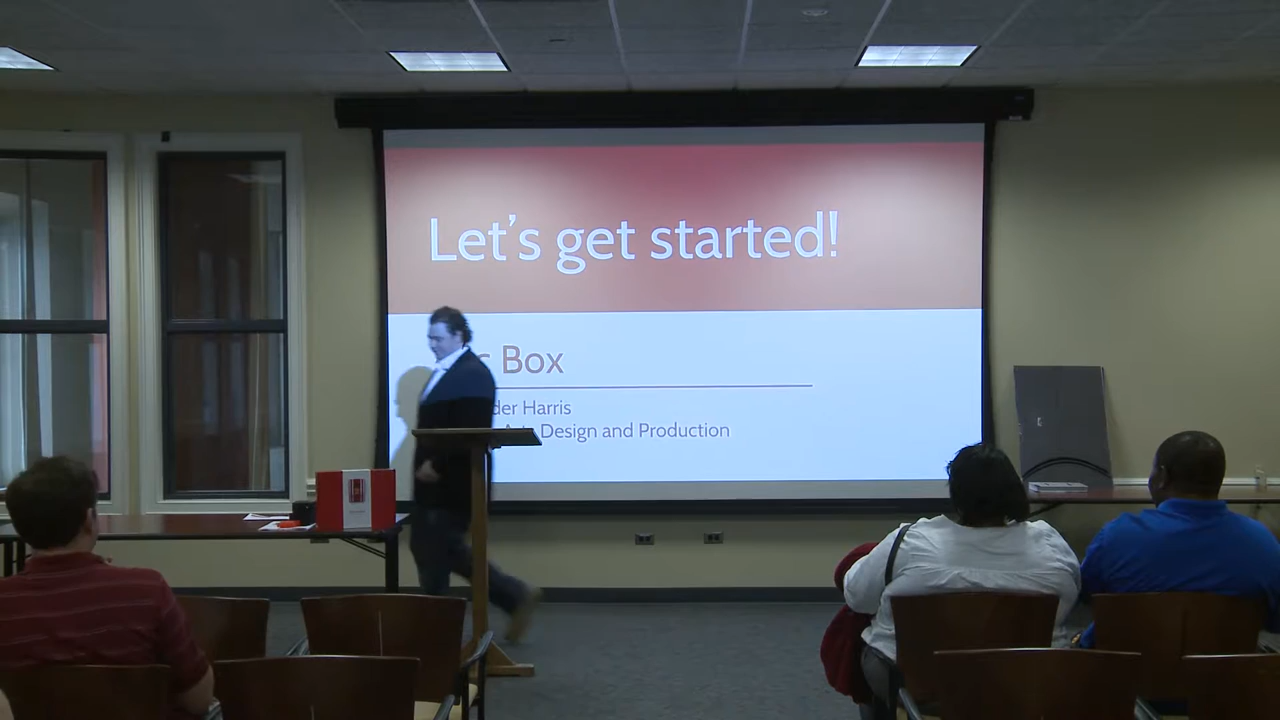 Let's get started!
Box
der Harris
Design and Production